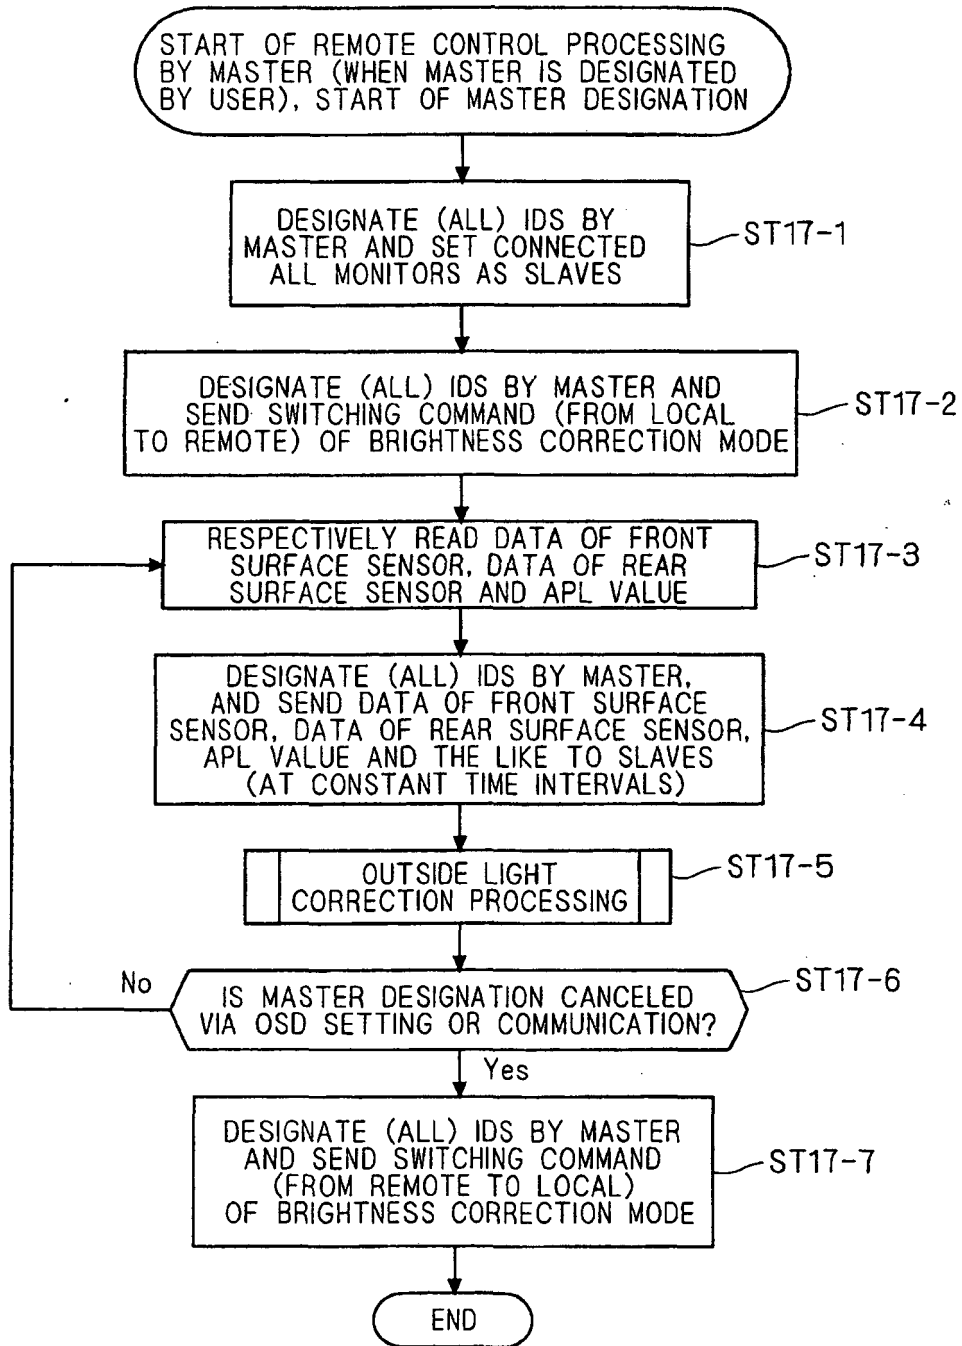 START OF REMOTE CONTROL PROCESSING
BY MASTER (WHEN MASTER IS DESIGNATED
BY USER), START OF MASTER DESIGNATION
DESIGNATE (ALL) IDS BY
MASTER AND SET CONNECTED
ALL MONITORS AS SLAVES
ST17-1
DESIGNATE (ALL) IDS BY MASTER AND
SEND SWITCHING COMMAND (FROM LOCAL
TO REMOTE) OF BRIGHTNESS CORRECTION MODE
ST17-2
RESPECTIVELY READ DATA OF FRONT
SURFACE SENSOR, DATA OF REAR
SURFACE SENSOR AND APL VALUE
ST17-3
DESIGNATE (ALL) IDS BY MASTER,
AND SEND DATA OF FRONT SURFACE
SENSOR, DATA OF REAR SURFACE SENSOR,
APL VALUE AND THE LIKE TO SLAVES
(AT CONSTANT TIME INTERVALS)
ST17-4
OUTSIDE LIGHT
CORRECTION PROCESSING
ST17-5
No
IS MASTER DESIGNATION CANCELED
VIA OSD SETTING OR COMMUNICATION?
ST17-6
Yes
DESIGNATE (ALL) IDS BY MASTER
AND SEND SWITCHING COMMAND
(FROM REMOTE TO LOCAL)
OF BRIGHTNESS CORRECTION MODE
ST17-7
END